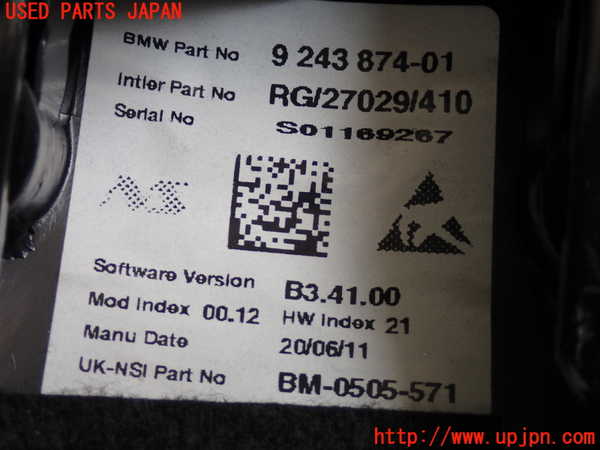 USED PARTS JAPAN
BMW Part No 9 243 874-01
Intier Part No RG/27029/410
Serial No S01169267
NS
Software Version B3.41.00
Mod Index 00.12 HW Index 21
Manu Date 20/06/11
UK-NSI Part No BM-0505-571
http://www.upjpn.com/